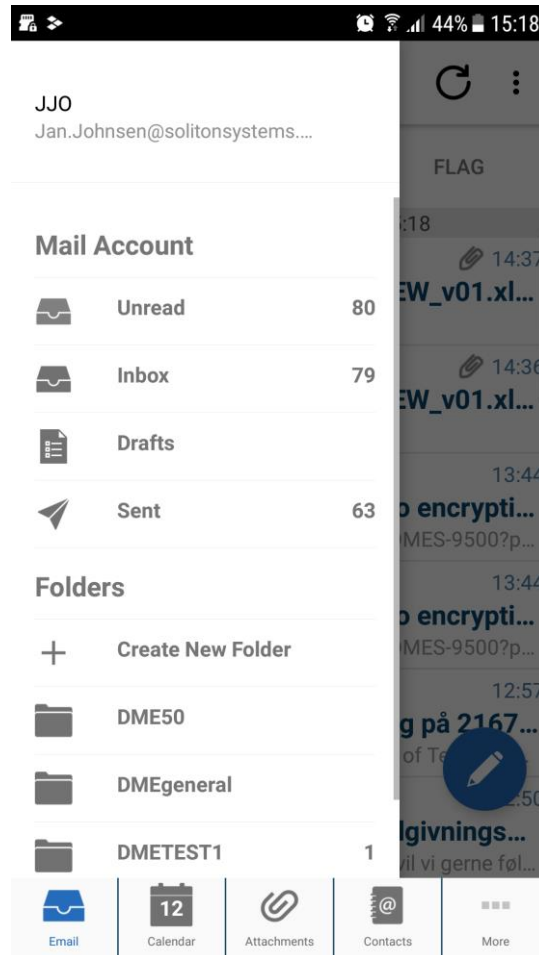 44% 15:18
JJO
Jan.Johnsen@solitonsystems....
FLAG
:18
Mail Account
14:37
EW_v01.xl...
Unread 80
14:36
Inbox 79
EW_v01.xl...
Drafts
13:44
Sent 63
o encrypti...
MES-9500?p...
Folders
13:44
o encrypti...
Create New Folder
MES-9500?p...
12:57
DME50
g på 2167...
of Te
DMEgeneral
2:50
lgivnings...
DMETEST1 1
vil vi gerne føl...
12
Email Calendar Attachments Contacts More